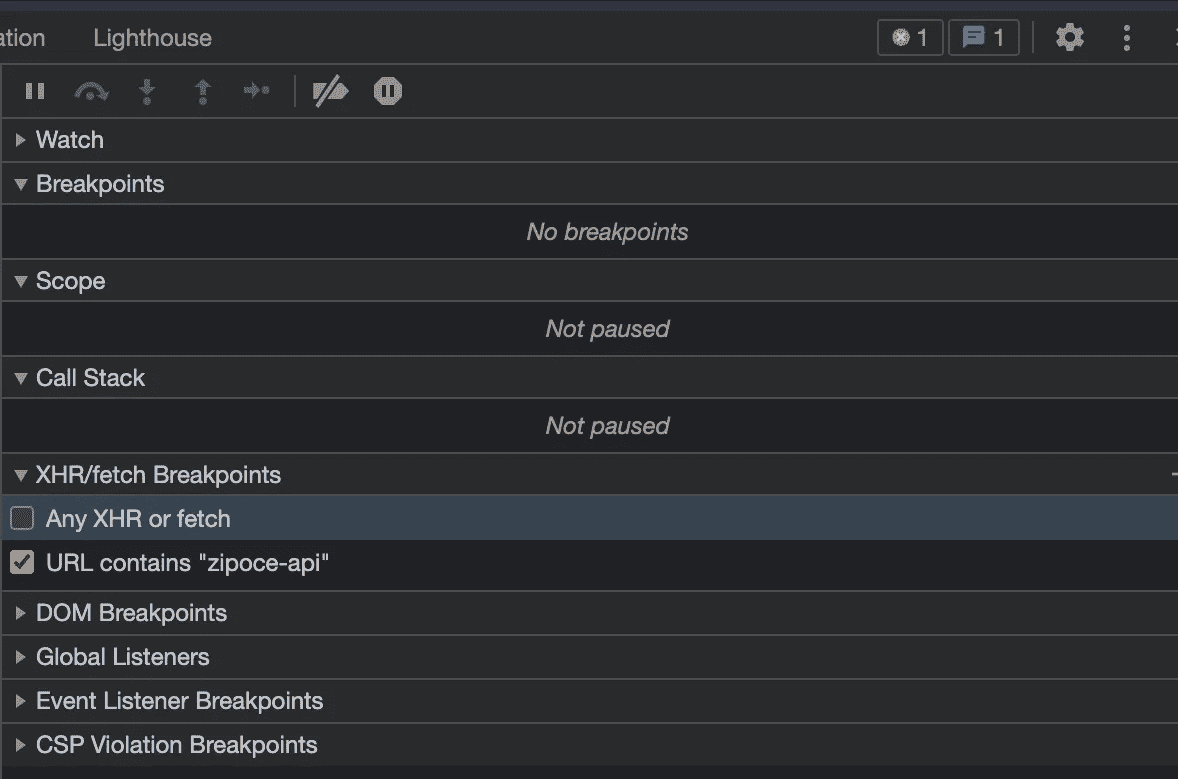 ation Lighthouse 1 1
Watch
Breakpoints
No breakpoints
Scope
Not paused
Call Stack
Not paused
XHR/fetch Breakpoints
Any XHR or fetch
URL contains "zipoce-api"
DOM Breakpoints
Global Listeners
Event Listener Breakpoints
CSP Violation Breakpoints